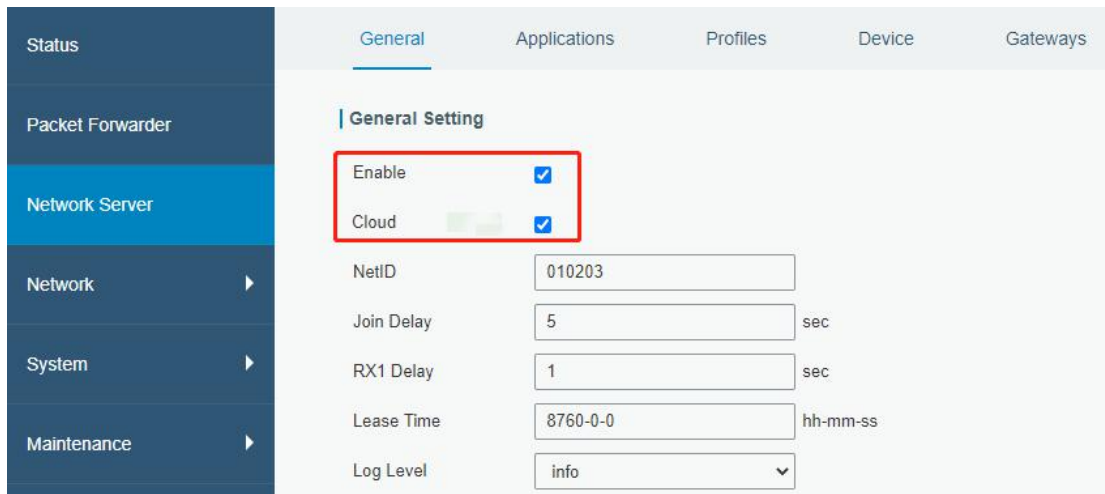 Status
Packet Forwarder
Network Server
Network
System
Maintenance
General Applications Profiles Device Gateways
General Setting
Enable
Cloud
NetID 010203
Join Delay 5 sec
RX1 Delay 1 sec
Lease Time 8760-0-0 hh-mm-ss
Log Level info